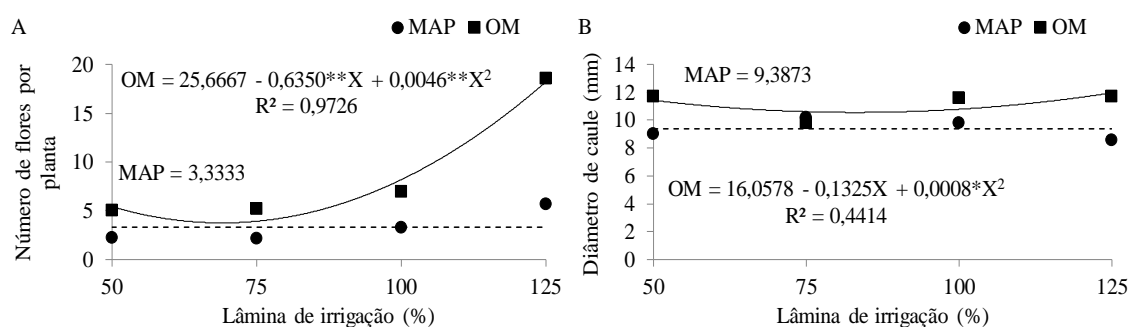 A
● MAP ■ OM
Número de flores por
planta
20
15
10
5
0
OM = 25,6667 - 0,6350**X + 0,0046**X²
R² = 0,9726
MAP = 3,3333
50 75 100 125
Lâmina de irrigação (%)
B
● MAP ■ OM
Diâmetro de caule (mm)
14
12
10
8
6
4
2
0
MAP = 9,3873
OM = 16,0578 - 0,1325X + 0,0008*X²
R² = 0,4414
50 75 100 125
Lâmina de irrigação (%)